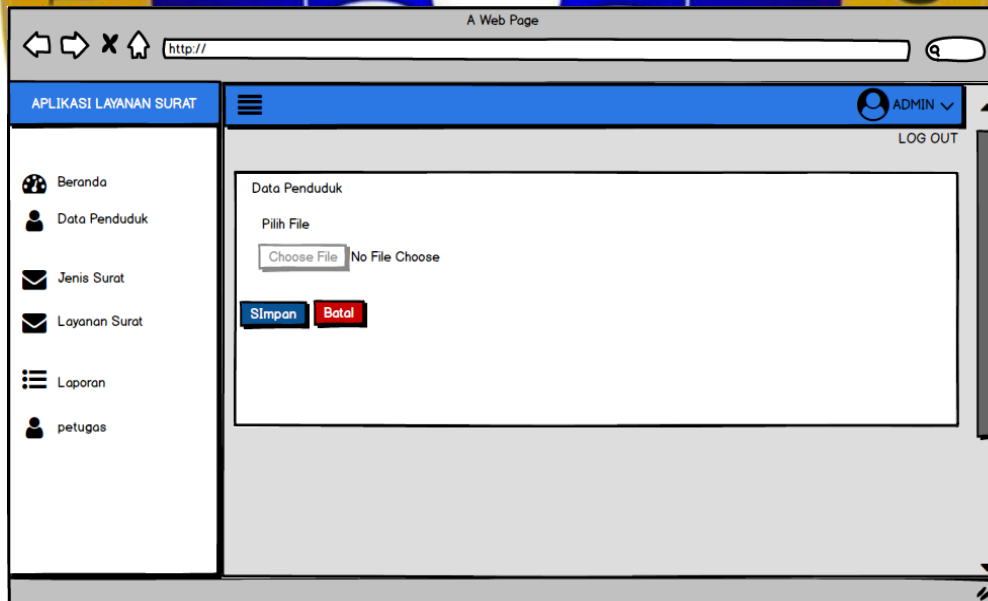 A Web Page
http://
APLIKASI LAYANAN SURAT
ADMIN
LOG OUT
Beranda
Data Penduduk
Jenis Surat
Layanan Surat
Laporan
petugas
Data Penduduk
Pilih File
Choose File No File Choose
SImpan Batal